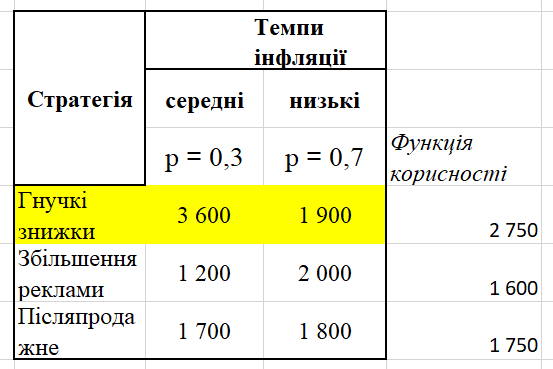 Темпи
інфляції
Стратегія середні низькі
р = 0,3 р = 0,7 Функція
корисності
Гнучкі
знижки 3 600 1 900 2 750
Збільшення
реклами 1 200 2 000 1 600
Післяпрода
жне 1 700 1 800 1 750